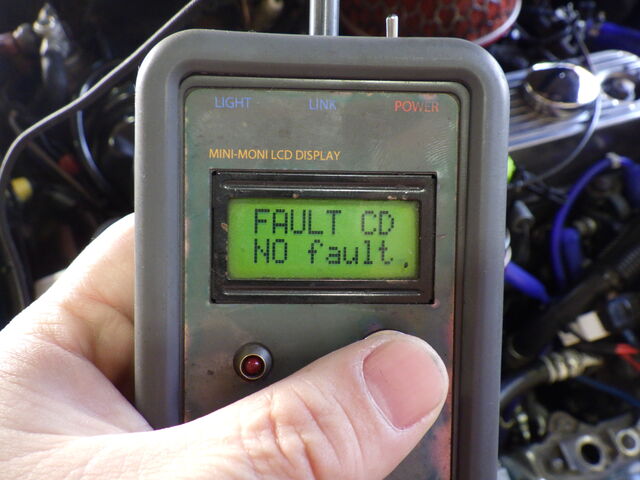 LIGHT LINK POWER
MINI-MONI LCD DISPLAY
FAULT CD
NO fault.